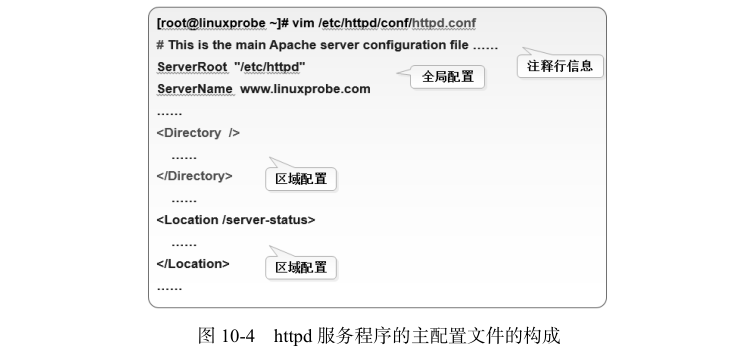 [root@linuxprobe ~]# vim /etc/httpd/conf/httpd.conf
# This is the main Apache server configuration file ……
注释行信息
ServerRoot "/etc/httpd"
全局配置
ServerName www.linuxprobe.com
……
<Directory />
……
</Directory>
区域配置
……
<Location /server-status>
……
</Location>
区域配置
……
图 10-4 httpd 服务程序的主配置文件的构成